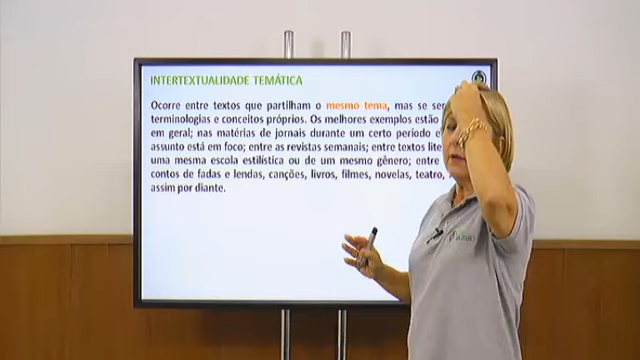 INTERTEXTUALIDADE TEMÁTICA
Ocorre entre textos que partilham o mesmo tema, mas se
terminologias e conceitos próprios. Os melhores exemplos estão
em geral; nas matérias de jornais durante um certo período e
assunto está em foco; entre as revistas semanais; entre textos
uma mesma escola estilística ou de um mesmo gênero; entre
contos de fadas e lendas, canções, livros, filmes, novelas, teatro,
assim por diante.